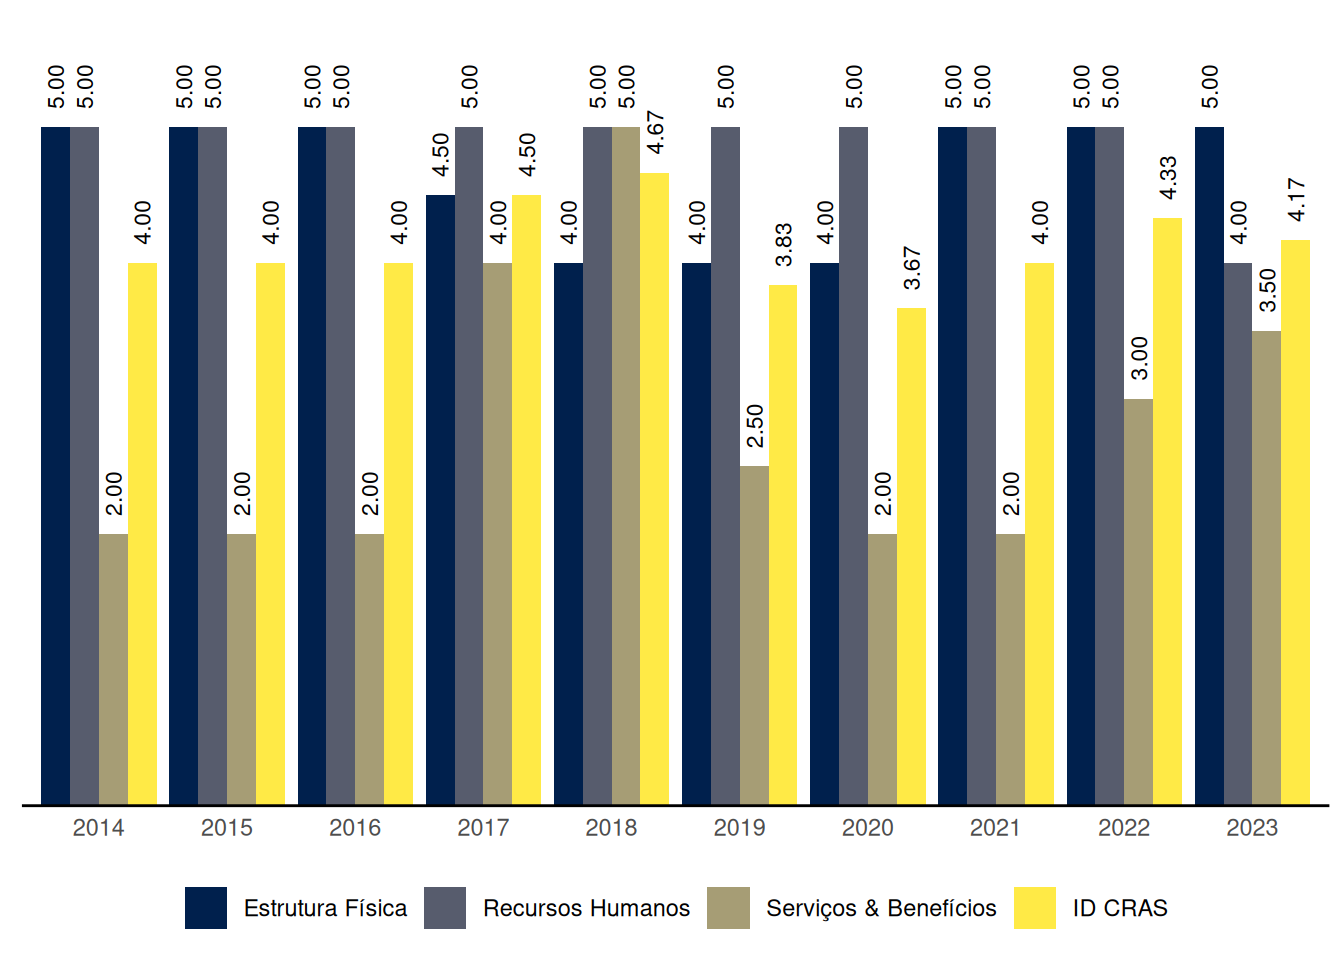 5.00 5.00 2.00 4.00
5.00 5.00 2.00 4.00
5.00 5.00 2.00 4.00
4.50 5.00 4.00 4.50
4.00 5.00 5.00 4.67
4.00 5.00 2.50 3.83
4.00 5.00 2.00 3.67
5.00 5.00 2.00 4.00
5.00 5.00 3.00 4.33
5.00 4.00 3.50 4.17
2014 2015 2016 2017 2018 2019 2020 2021 2022 2023
Estrutura Física Recursos Humanos Serviços & Benefícios ID CRAS